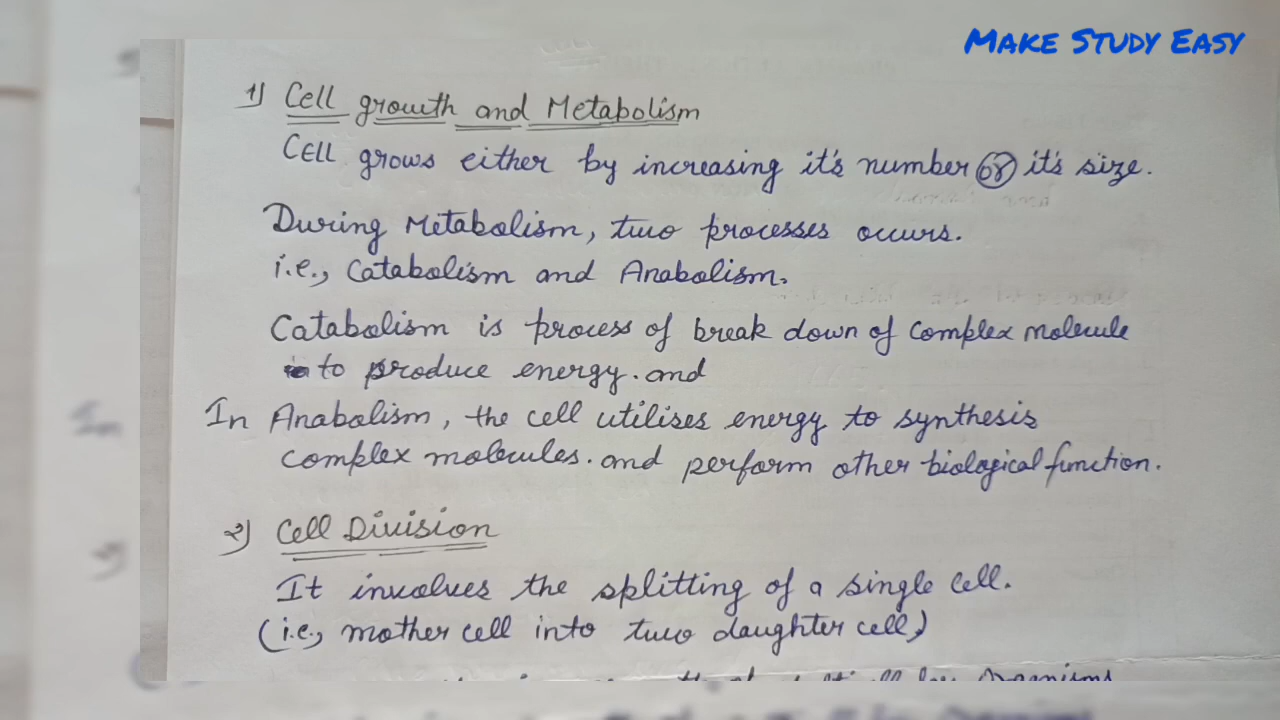 MAKE STUDY EASY
1) Cell growth and Metabolism
Cell grows either by increasing it's number or it's size.
During Metabolism, two processes occurs.
i.e., Catabolism and Anabolism.
Catabolism is process of break down of complex molecule
to produce energy. and
In Anabolism, the cell utilises energy to synthesis
complex molecules. and perform other biological function.
2) Cell Division
It involves the splitting of a single cell.
(i.e., mother cell into two daughter cell)
organisms